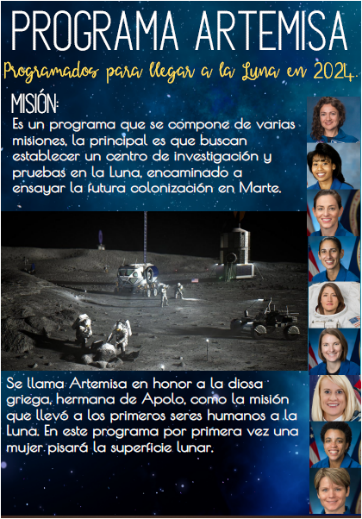 PROGRAMA ARTEMISA
Programados para llegar a la Luna en 2024.
MISIÓN:
Es un programa que se compone de varias
misiones, la principal es que buscan
establecer un centro de investigación y
pruebas en la Luna, encaminado a
ensayar la futura colonización en Marte.
Se llama Artemisa en honor a la diosa
griega, hermana de Apolo, como la misión
que llevó a los primeros seres humanos a la
Luna. En este programa por primera vez una
mujer pisará la superficie lunar.